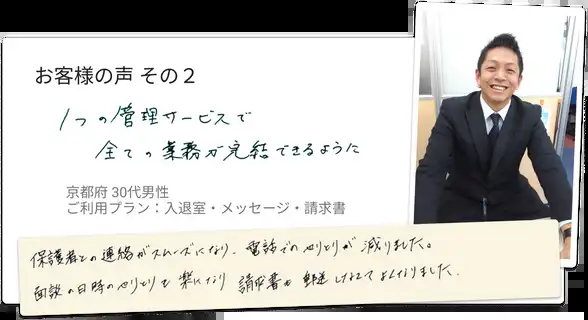 お客様の声 その２
1つの管理サービスで
全ての業務が完結できるように
京都府 30代男性
ご利用プラン：入退室・メッセージ・請求書
保護者との連絡がスムーズになり、電話でのやりとりが減りました。
面談の日時のやりとりも楽になり 請求書も郵送しなくてよくなりました。